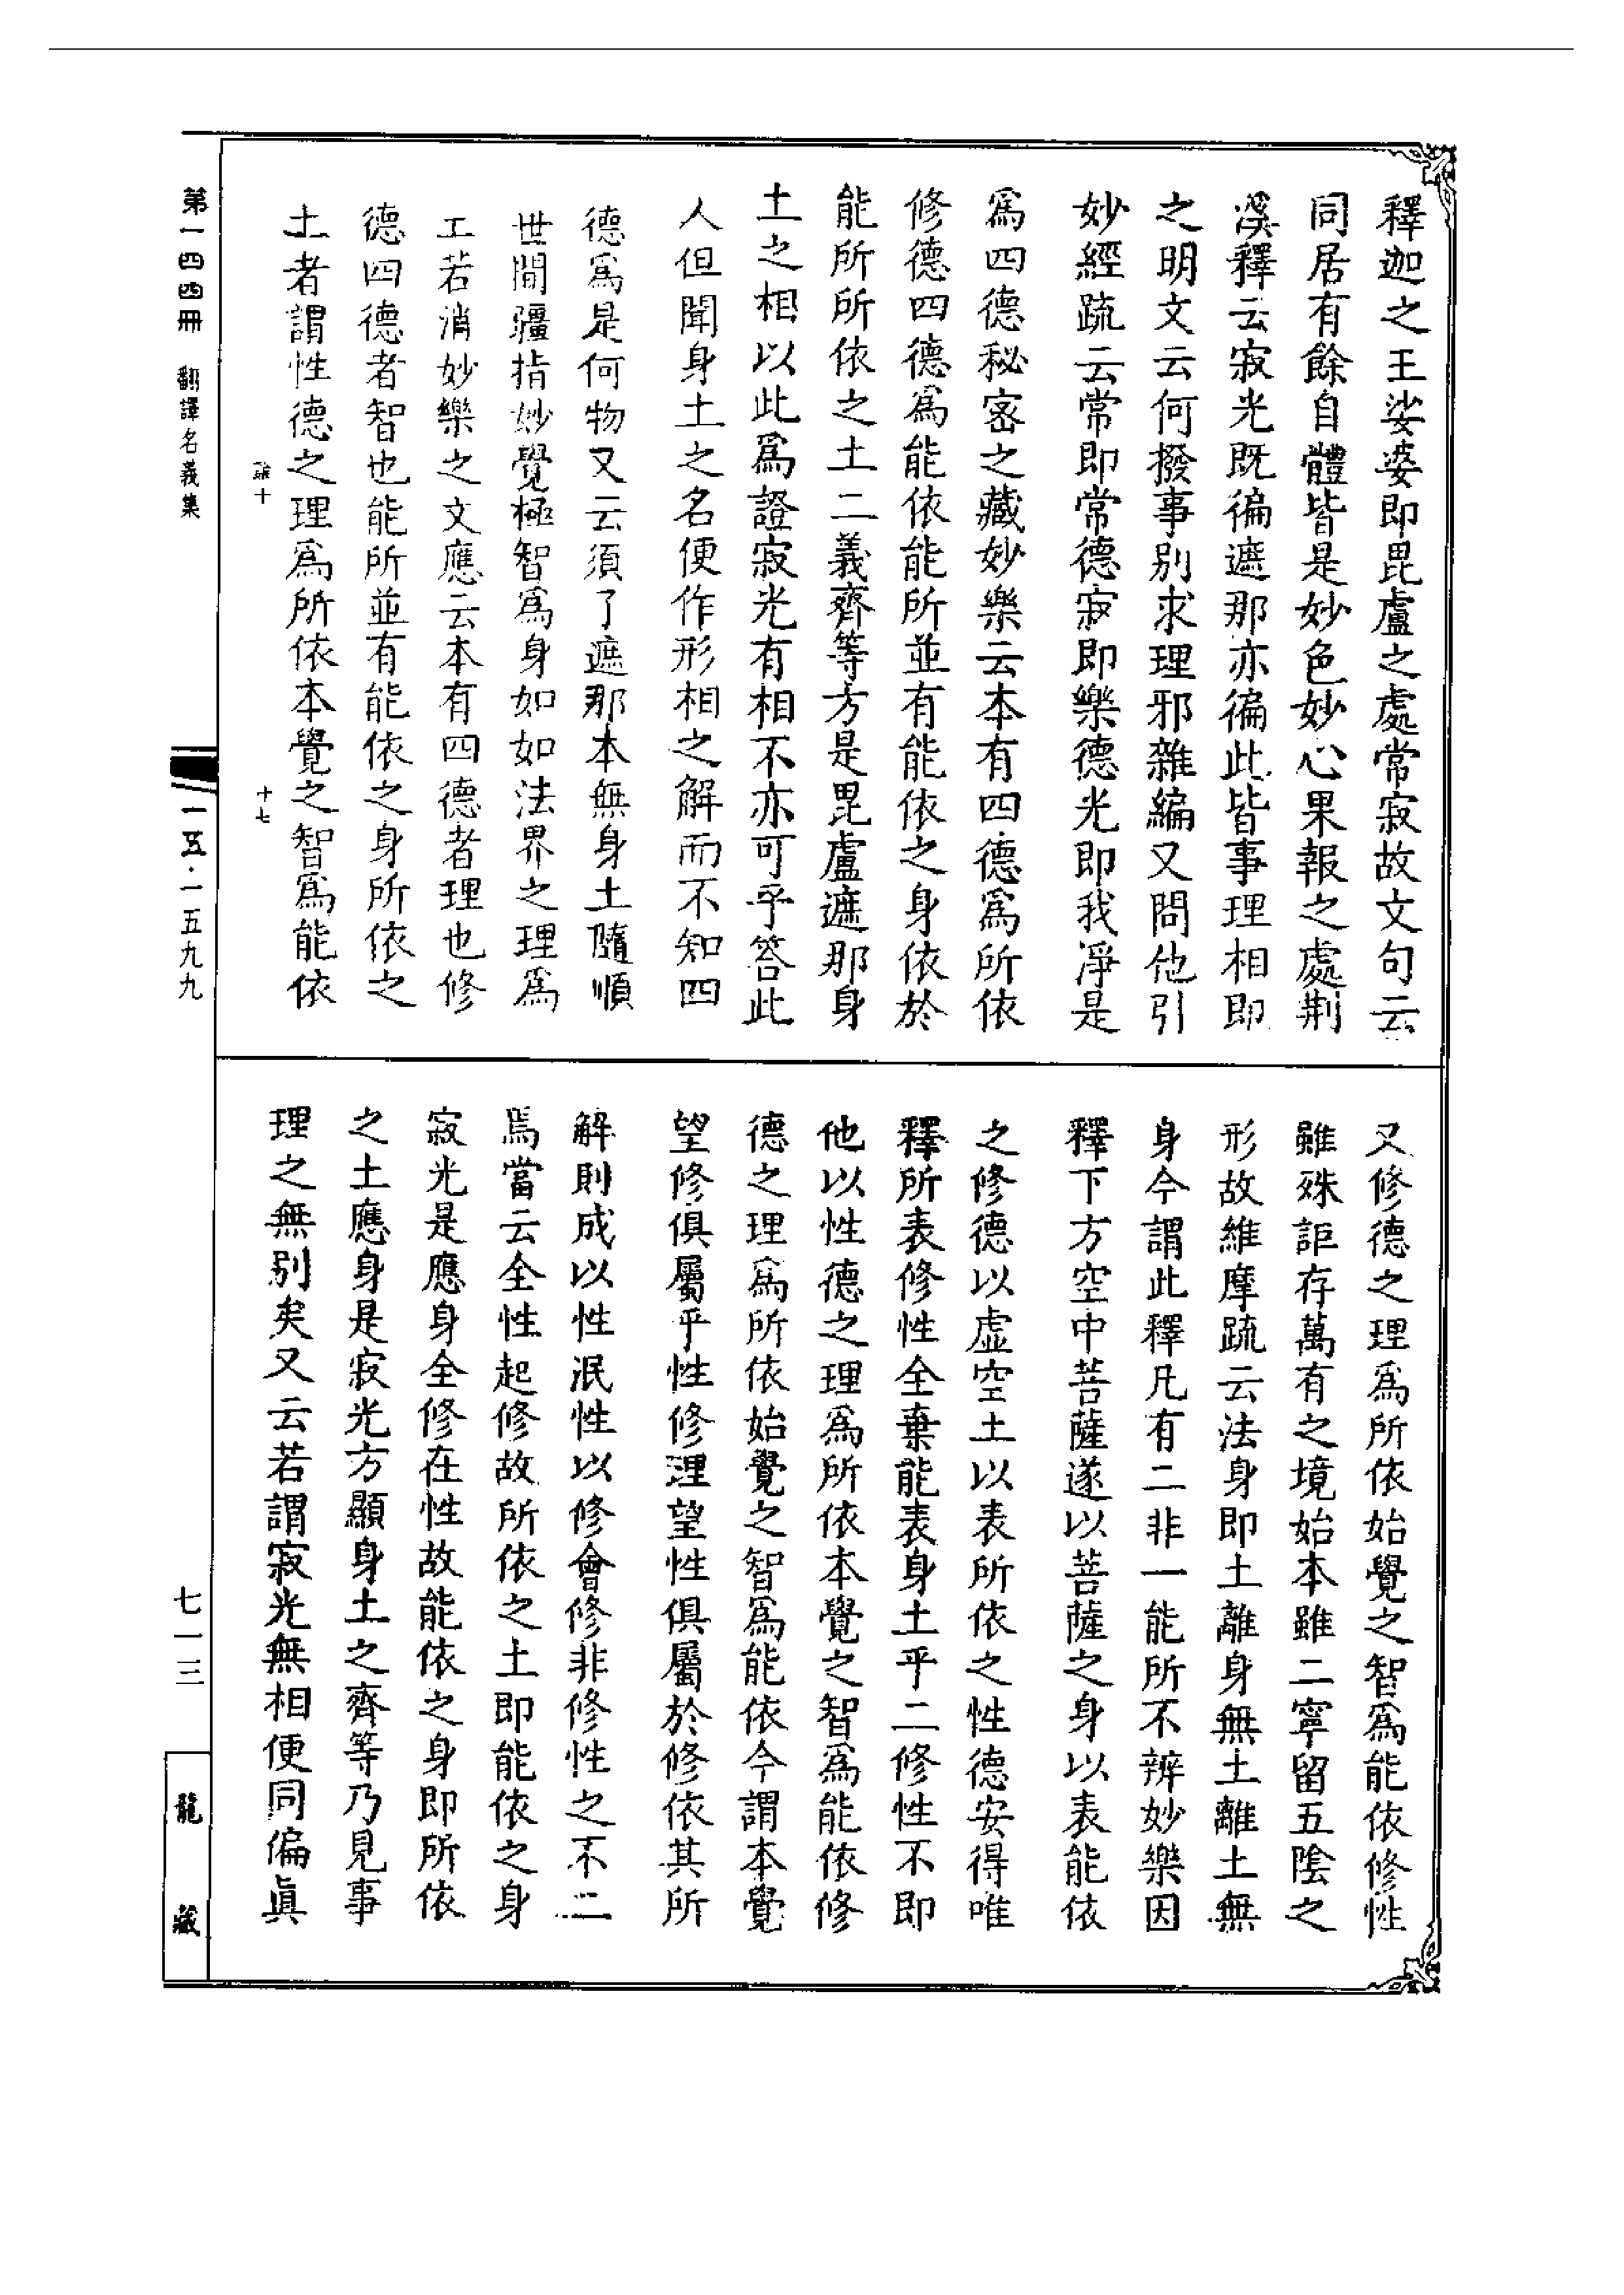 釋迦之王娑婆即毘盧之處常寂故文句云
同居有餘自體皆是妙色妙心果報之處荆
溪釋云寂光既徧遮那亦徧此皆事理相即
之明文云何撥事別求理邪雜編又問他引
妙經疏云常即常德寂即樂德光即我淨是
爲四德秘密之藏妙樂云本有四德爲所依
修德四德爲能依能所並有能依之身依於
能所所依之土二義齊等方是毘盧遮那身
土之相以此爲證寂光有相不亦可乎答此
人但聞身土之名便作形相之解而不知四
德爲是何物又云須了遮那本無身土隨順
世間疆指妙覺極智爲身如如法界之理爲
工若消妙樂之文應云本有四德者理也修
德四德者智也能所並有能依之身所依之
土者謂性德之理爲所依本覺之智爲能依
又修德之理爲所依始覺之智爲能依修性
雖殊詎存萬有之境始本雖二寧留五陰之
形故維摩疏云法身即土離身無土離土無
身今謂此釋凡有二非一能所不辨妙樂因
釋下方空中菩薩遂以菩薩之身以表能依
之修德以虛空土以表所依之性德安得唯
釋所表修性全棄能表身土乎二修性不即
他以性德之理爲所依本覺之智爲能依修
德之理爲所依始覺之智爲能依今謂本覺
望修俱屬乎性修理望性俱屬於修依其所
解則成以性泯性以修會修非修性之不二
焉當云全性起修故所依之土即能依之身
寂光是應身全修在性故能依之身即所依
之土應身是寂光方顯身土之齊等乃見事
理之無別矣又云若謂寂光無相便同偏眞
第一四四冊 翻譯名義集
十
十七
一五·一五九九
七一三
龍藏